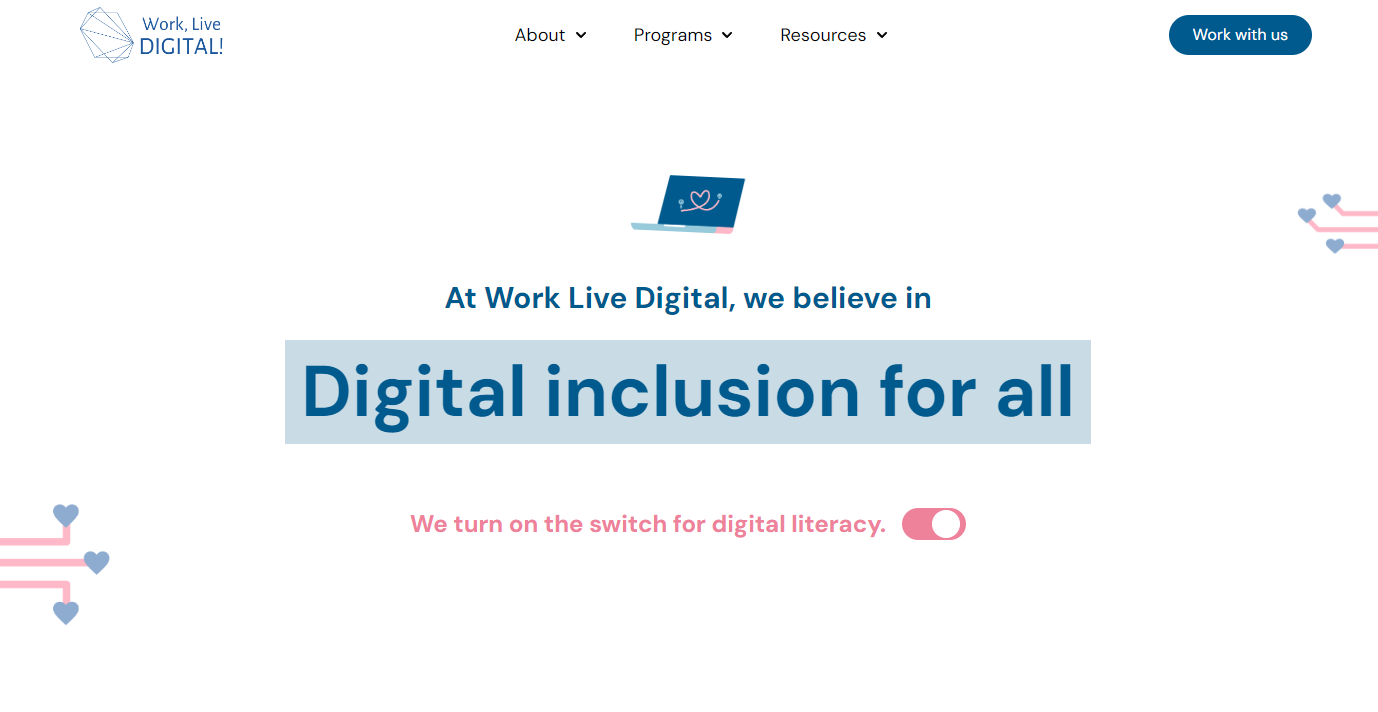 Work, Live
DIGITAL!
About
Programs
Resources
Work with us
At Work Live Digital, we believe in
Digital inclusion for all
We turn on the switch for digital literacy.